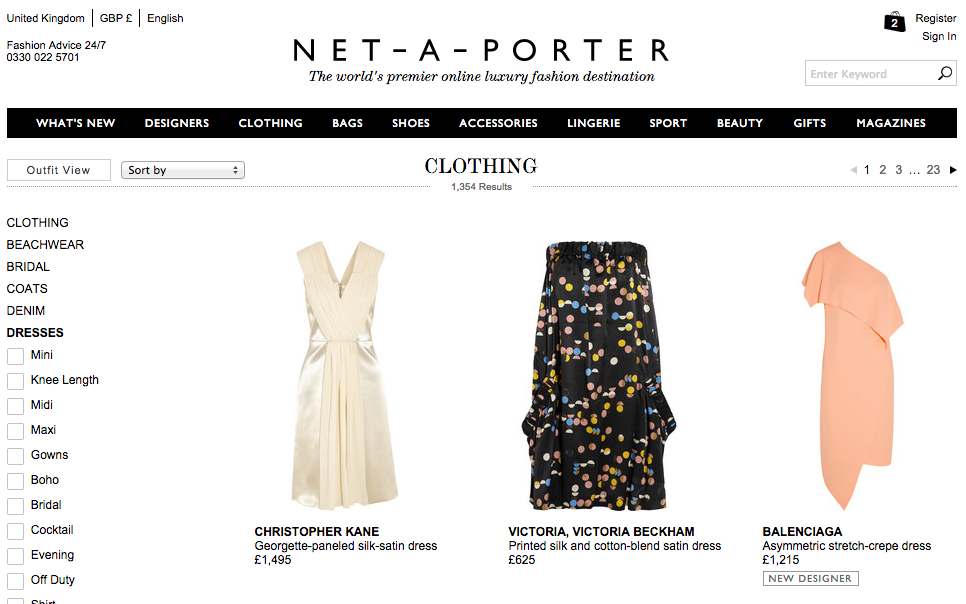 United Kingdom | GBP £ | English
2
Register
Sign In
Fashion Advice 24/7
0330 022 5701
NET-A-PORTER
The world's premier online luxury fashion destination
Enter Keyword
WHAT'S NEW DESIGNERS CLOTHING BAGS SHOES ACCESSORIES LINGERIE SPORT BEAUTY GIFTS MAGAZINES
Outfit View
Sort by
CLOTHING
1,354 Results
1 2 3 ... 23
CLOTHING
BEACHWEAR
BRIDAL
COATS
DENIM
DRESSES
Mini
Knee Length
Midi
Maxi
Gowns
Boho
Bridal
Cocktail
Evening
Off Duty
CHRISTOPHER KANE
Georgette-paneled silk-satin dress
£1,495
VICTORIA, VICTORIA BECKHAM
Printed silk and cotton-blend satin dress
£625
BALENCIAGA
Asymmetric stretch-crepe dress
£1,215
NEW DESIGNER